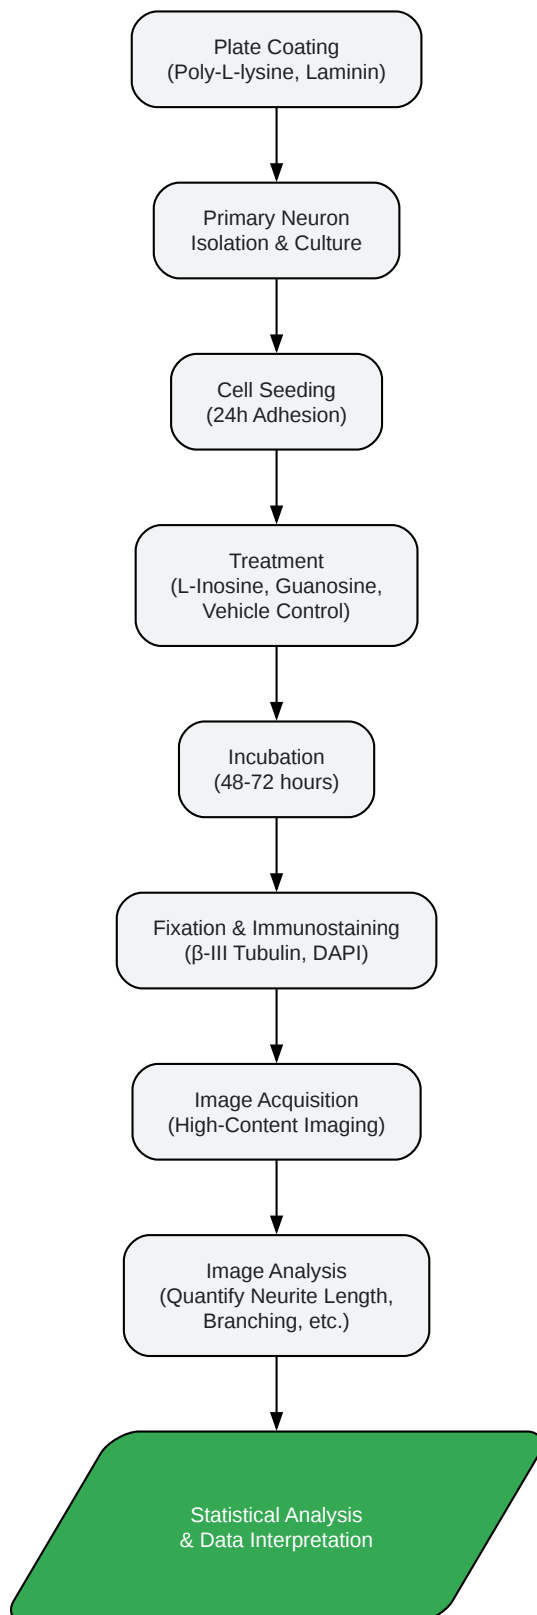 Plate Coating
(Poly-L-lysine, Laminin)
Primary Neuron
Isolation & Culture
Cell Seeding
(24h Adhesion)
Treatment
(L-Inosine, Guanosine,
Vehicle Control)
Incubation
(48-72 hours)
Fixation & Immunostaining
(β-III Tubulin, DAPI)
Image Acquisition
(High-Content Imaging)
Image Analysis
(Quantify Neurite Length,
Branching, etc.)
Statistical Analysis
& Data Interpretation